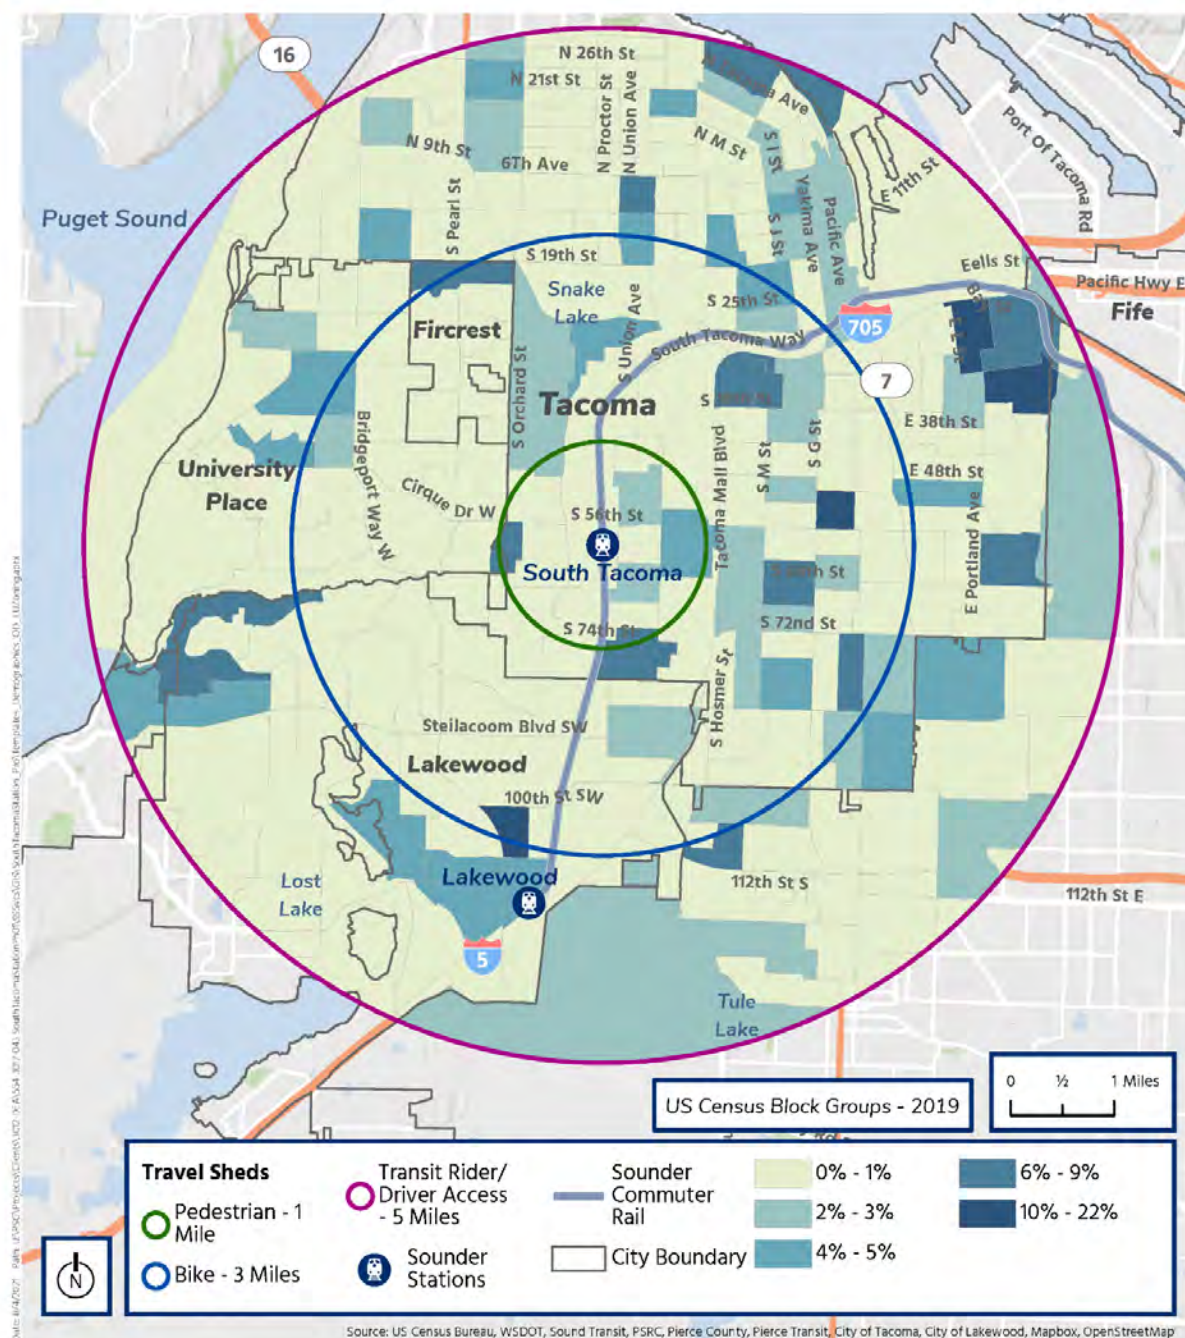 16
N 26th St
N 21st St
N Proctor St
N Union Ave
N Tacoma Ave
N 9th St
6Th Ave
N M St
S I St
Yakima Ave
Pacific Ave
E 11th St
Port Of Tacoma Rd
Puget Sound
S Pearl St
S 19th St
S I St
Eells St
Pacific Hwy E
Fife
Snake
Lake
S 25th St
Fircrest
S Union Ave
South Tacoma Way
705
7
S Orchard St
Tacoma
E 38th St
University
Place
Bridgeport Way W
Cirque Dr W
Tacoma Mall Blvd
S M St
S G St
E 48th St
S 56th St
E Portland Ave
South Tacoma
S 74th St
S 72nd St
S Hosmer St
Steilacoom Blvd SW
Lakewood
100th St SW
Lost
Lake
Lakewood
112th St S
112th St E
5
Tule
Lake
US Census Block Groups - 2019
0 ½ 1 Miles
Travel Sheds
Pedestrian - 1
Mile
Bike - 3 Miles
Transit Rider/
Driver Access
- 5 Miles
Sounder
Stations
Sounder
Commuter
Rail
City Boundary
0% - 1%
2% - 3%
4% - 5%
6% - 9%
10% - 22%
N
Source: US Census Bureau, WSDOT, Sound Transit, PSRC, Pierce County, Pierce Transit, City of Tacoma, City of Lakewood, Mapbox, OpenStreetMap